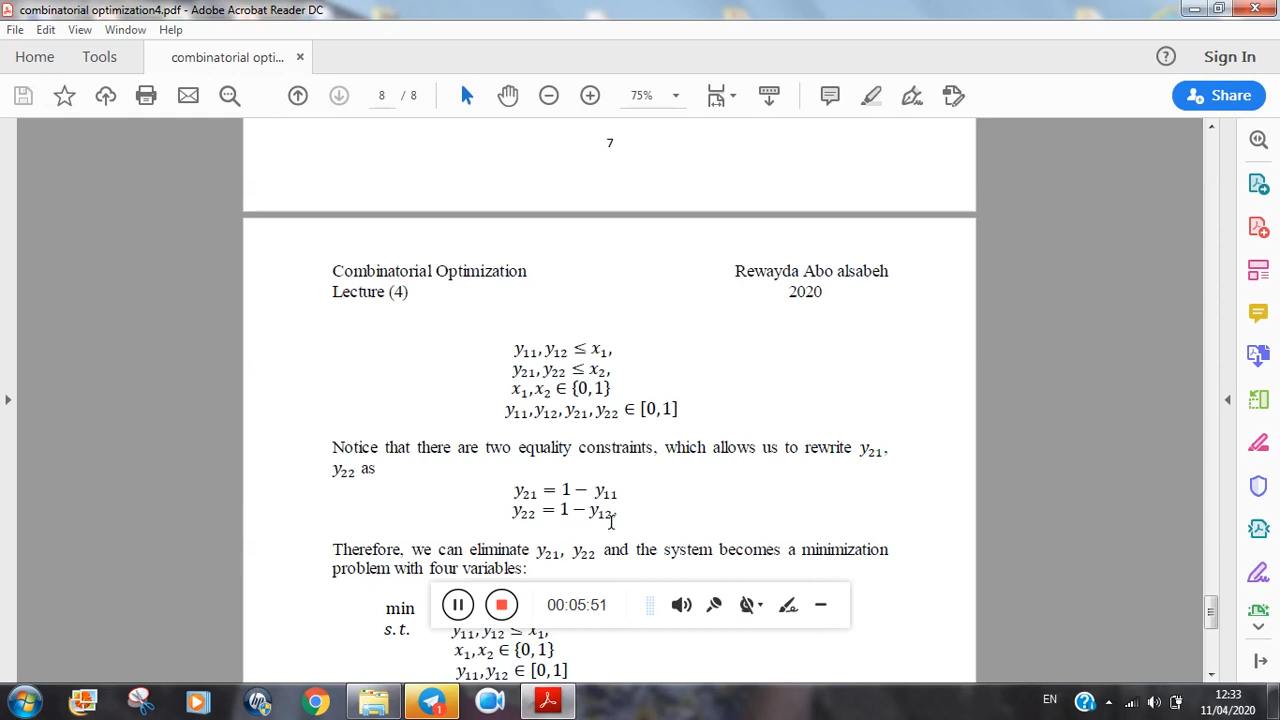 combinatorial optimization4.pdf - Adobe Acrobat Reader DC
File Edit View Window Help
Home Tools combinatorial opti... × Sign In
8 / 8 75% Share
7
Combinatorial Optimization Rewayda Abo alsabeh
Lecture (4) 2020
y₁₁, y₁₂ ≤ x₁,
y₂₁, y₂₂ ≤ x₂,
x₁, x₂ ∈ {0, 1}
y₁₁, y₁₂, y₂₁, y₂₂ ∈ [0, 1]
Notice that there are two equality constraints, which allows us to rewrite y₂₁,
y₂₂ as
y₂₁ = 1 − y₁₁
y₂₂ = 1 − y₁₂,
Therefore, we can eliminate y₂₁, y₂₂ and the system becomes a minimization
problem with four variables:
min
00:05:51
s.t. y₁₁, y₁₂ ≤ x₁,
x₁, x₂ ∈ {0, 1}
y₁₁, y₁₂ ∈ [0, 1]
1
EN
12:33
11/04/2020